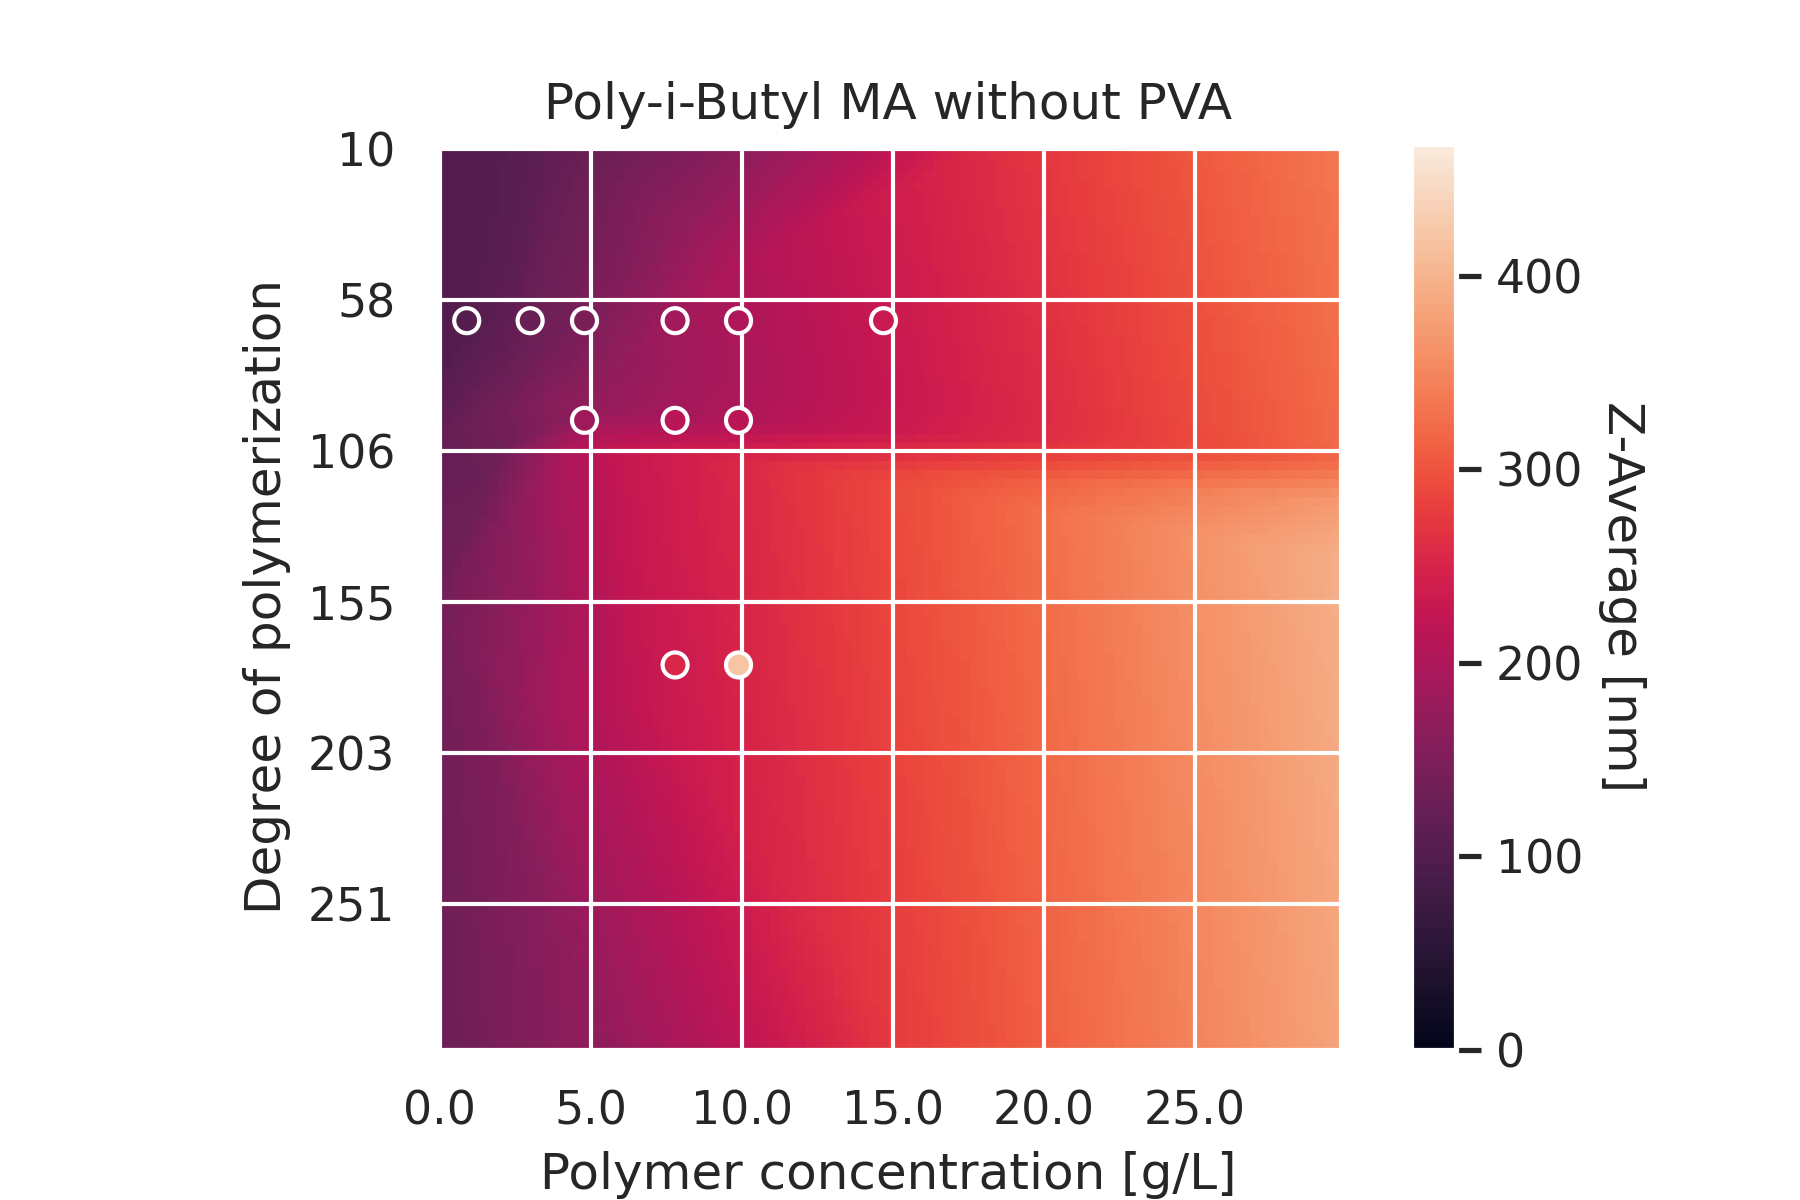 Poly-i-Butyl MA without PVA
10
58
106
155
203
251
Degree of polymerization
0.0 5.0 10.0 15.0 20.0 25.0
Polymer concentration [g/L]
400
300
200
100
0
Z-Average [nm]